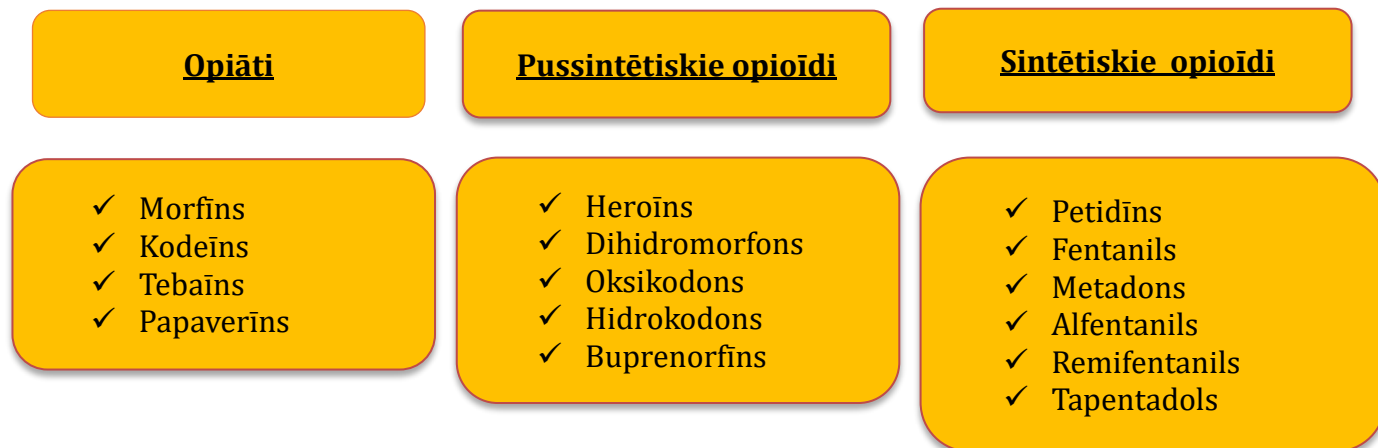 Opiāti
Morfīns
Kodeīns
Tebaīns
Papaverīns
Pussintētiskie opioīdi
Heroīns
Dihidromorfons
Oksikodons
Hidrokodons
Buprenorfīns
Sintētiskie opioīdi
Petidīns
Fentanils
Metadons
Alfentanils
Remifentanils
Tapentadols